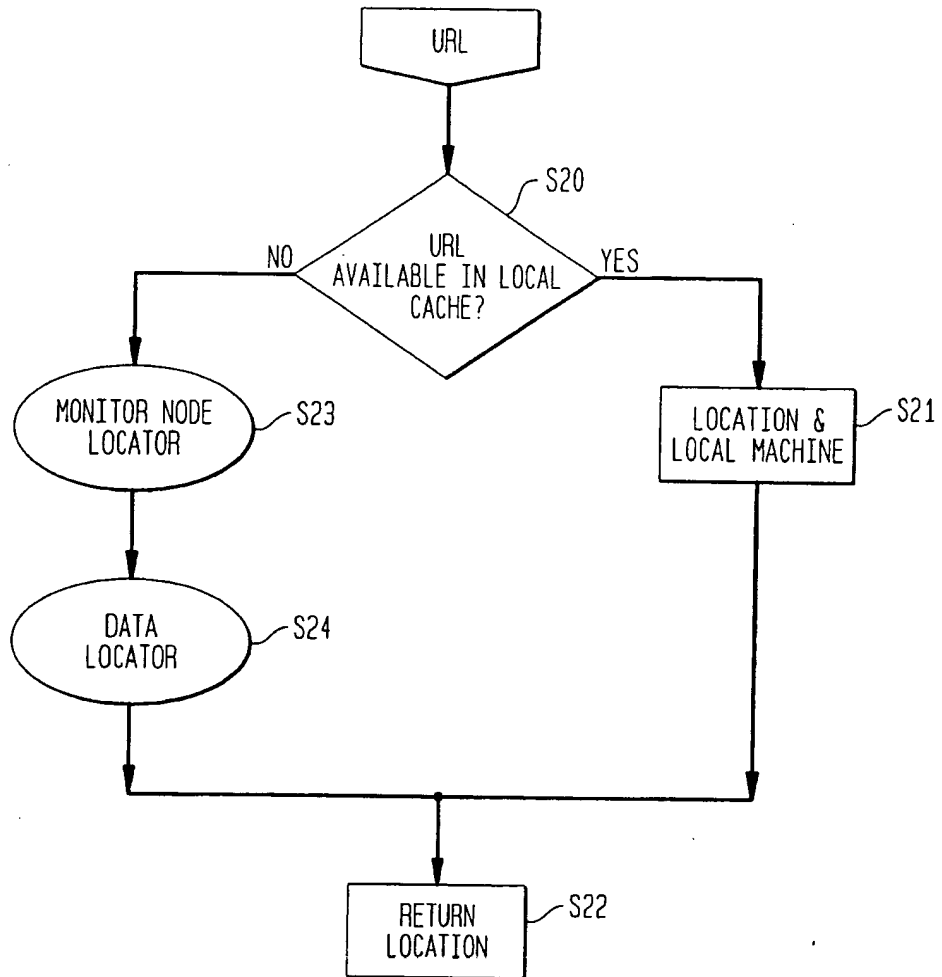 URL
S20
URL
AVAILABLE IN LOCAL
CACHE?
NO
YES
MONITOR NODE
LOCATOR
S23
LOCATION &
LOCAL MACHINE
S21
DATA
LOCATOR
S24
RETURN
LOCATION
S22